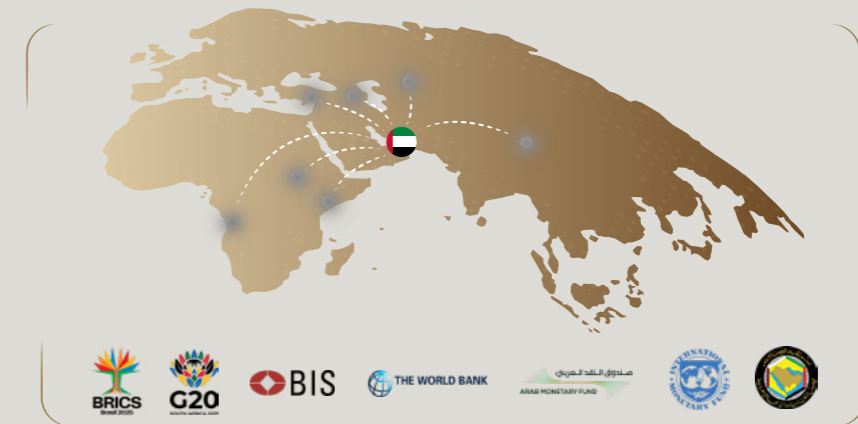 BRICS
Brasil 2025
G20
SOUTH AFRICA 2025
BIS
THE WORLD BANK
صندوق النقد العربي
ARAB MONETARY FUND
INTERNATIONAL
MONETARY FUND